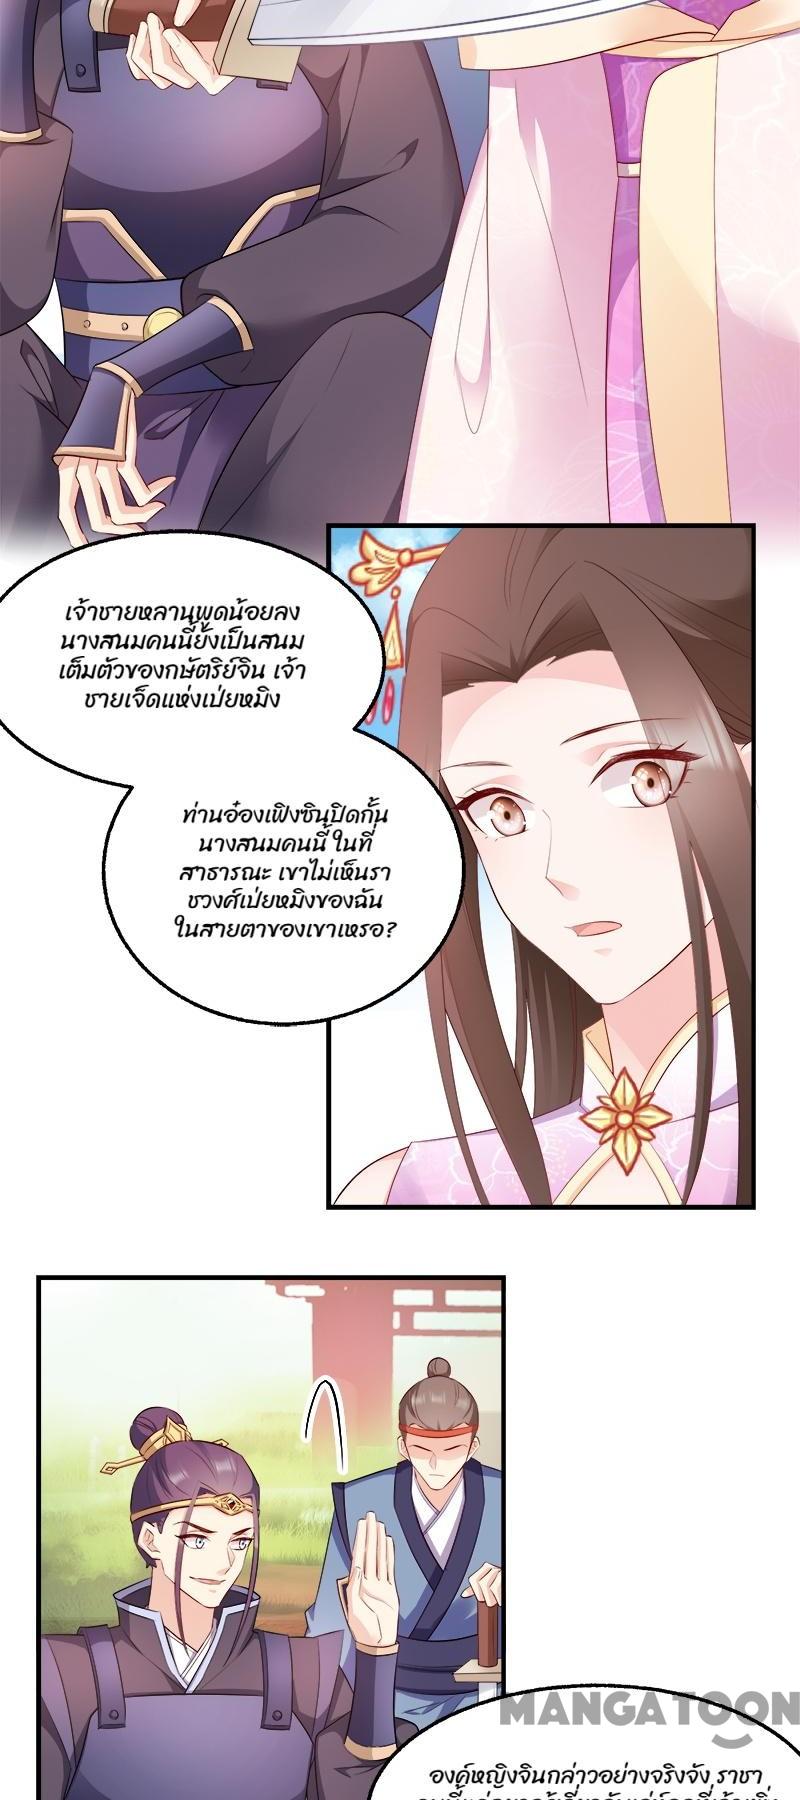 เจ้าชายหลานพูดน้อยลง
นางสนมคนนี้ยังเป็นสนม
เต็มตัวของกษัตริย์จิน เจ้า
ชายเจ็ดแห่งเป่ยหมิง
ท่านอ๋องเฟิงซินปิดกั้น
นางสนมคนนี้ ในที่
สาธารณะ เขาไม่เห็นรา
ชวงศ์เป่ยหมิงของฉัน
ในสายตาของเขาเหรอ?
MANGATOON
องค์หญิงจินกล่าวอย่างจริงจัง ราชา